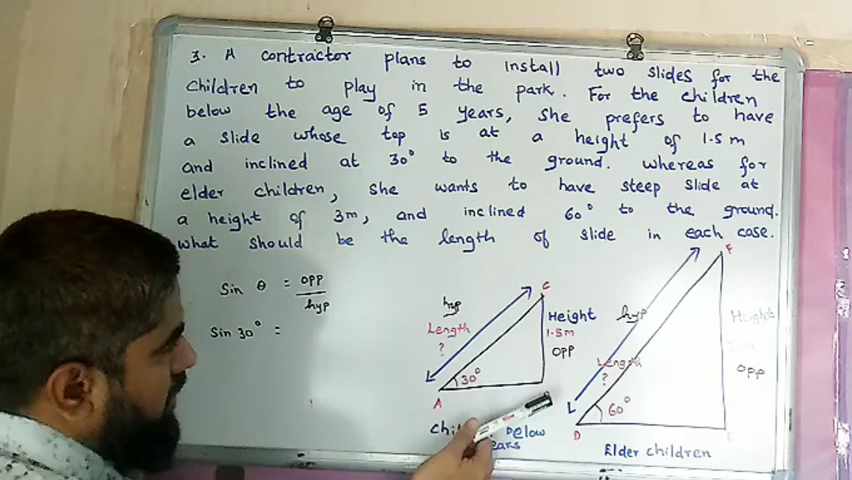 3. A contractor plans to install two slides for the
children to play in the park. For the children
below the age of 5 years, she prefers to have
a slide whose top is at a height of 1.5 m
and inclined at 30° to the ground. whereas for
elder children, she wants to have steep slide at
a height of 3m, and inclined 60° to the ground.
what should be the length of slide in each case.
Sin θ = opp
hyp
Sin 30° =
hyp
Length
?
C
Height
1.5m
opp
30°
A
below
F
hyp
Length
?
Height
opp
60°
D
Elder children